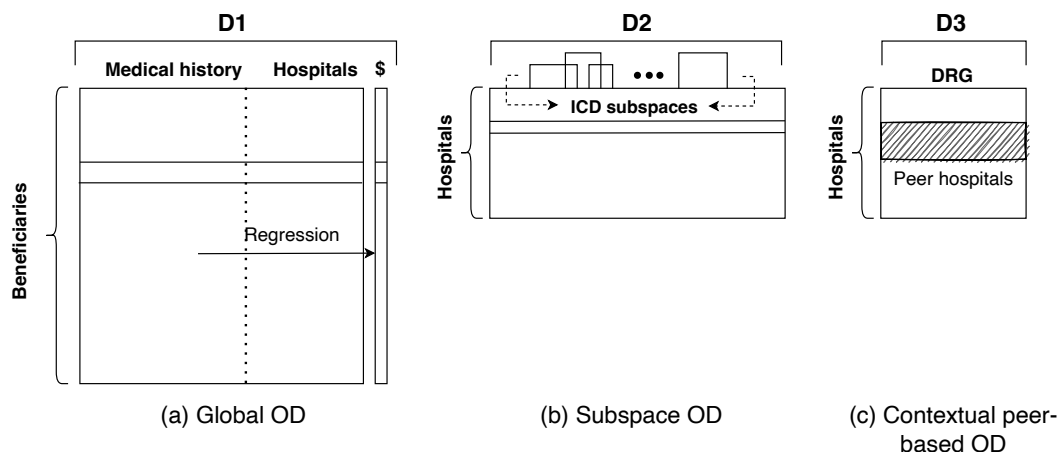 D1
Medical history Hospitals $
Beneficiaries
Regression
(a) Global OD
D2
•••
ICD subspaces
Hospitals
(b) Subspace OD
D3
DRG
Hospitals
Peer hospitals
(c) Contextual peer-
based OD